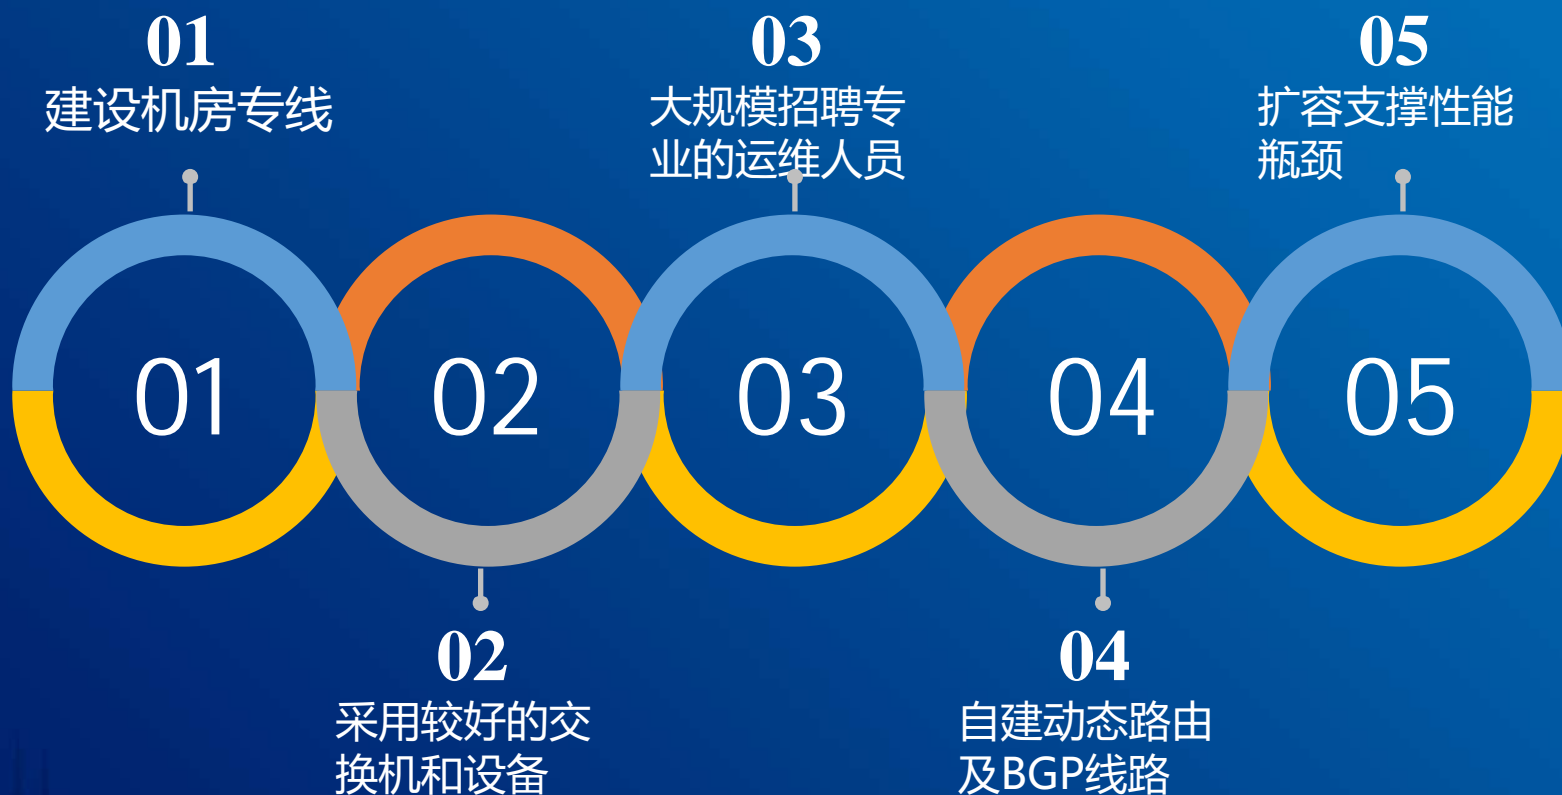 01
建设机房专线
03
大规模招聘专
业的运维人员
05
扩容支撑性能
瓶颈
01
02
03
04
05
02
采用较好的交
换机和设备
04
自建动态路由
及BGP线路